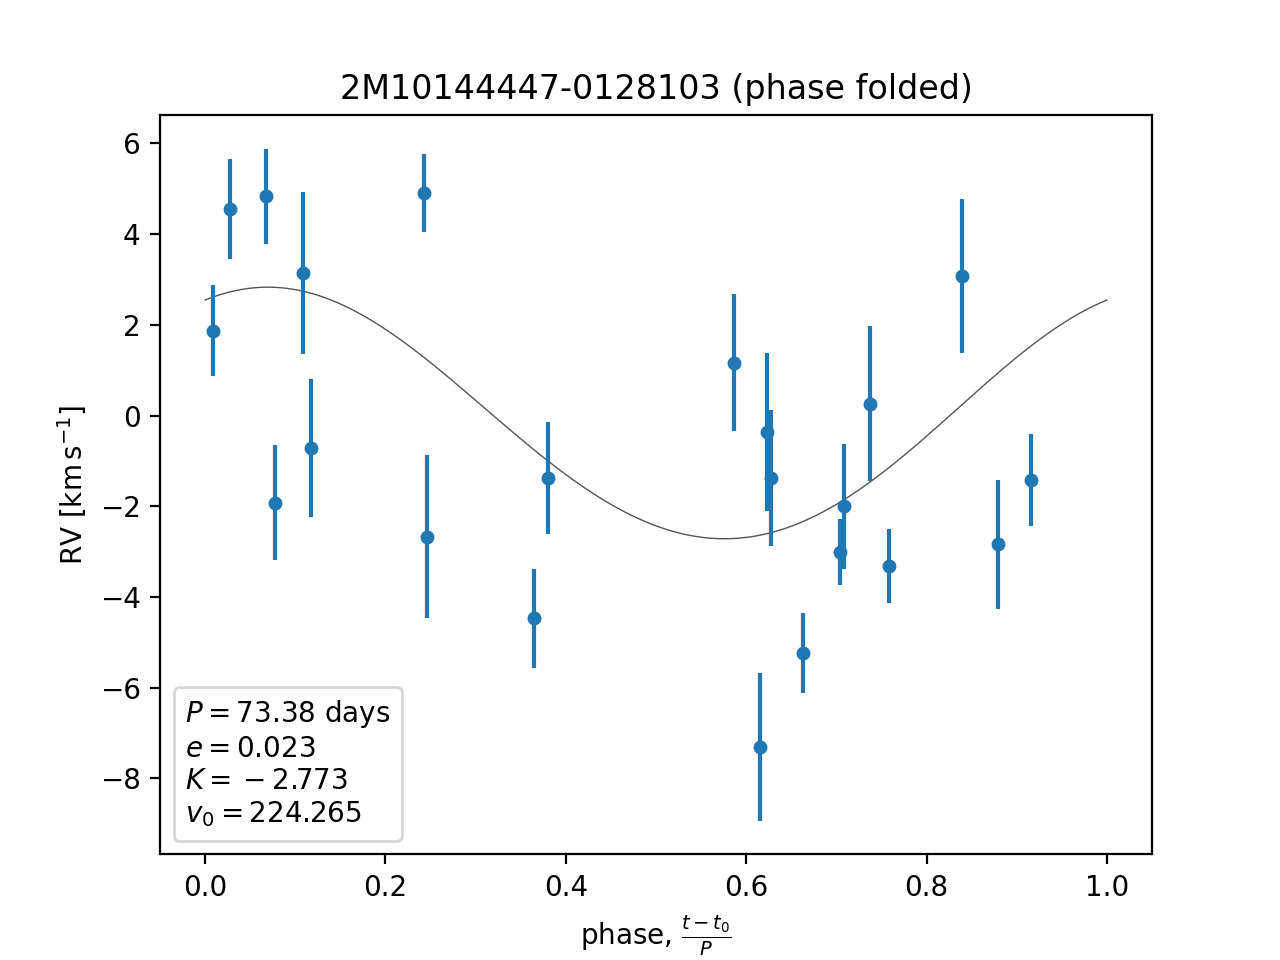 2M10144447-0128103 (phase folded)
RV [km s⁻¹]
6
4
2
0
−2
−4
−6
−8
P = 73.38 days
e = 0.023
K = −2.773
v₀ = 224.265
0.0 0.2 0.4 0.6 0.8 1.0
phase, (t − t₀)/P